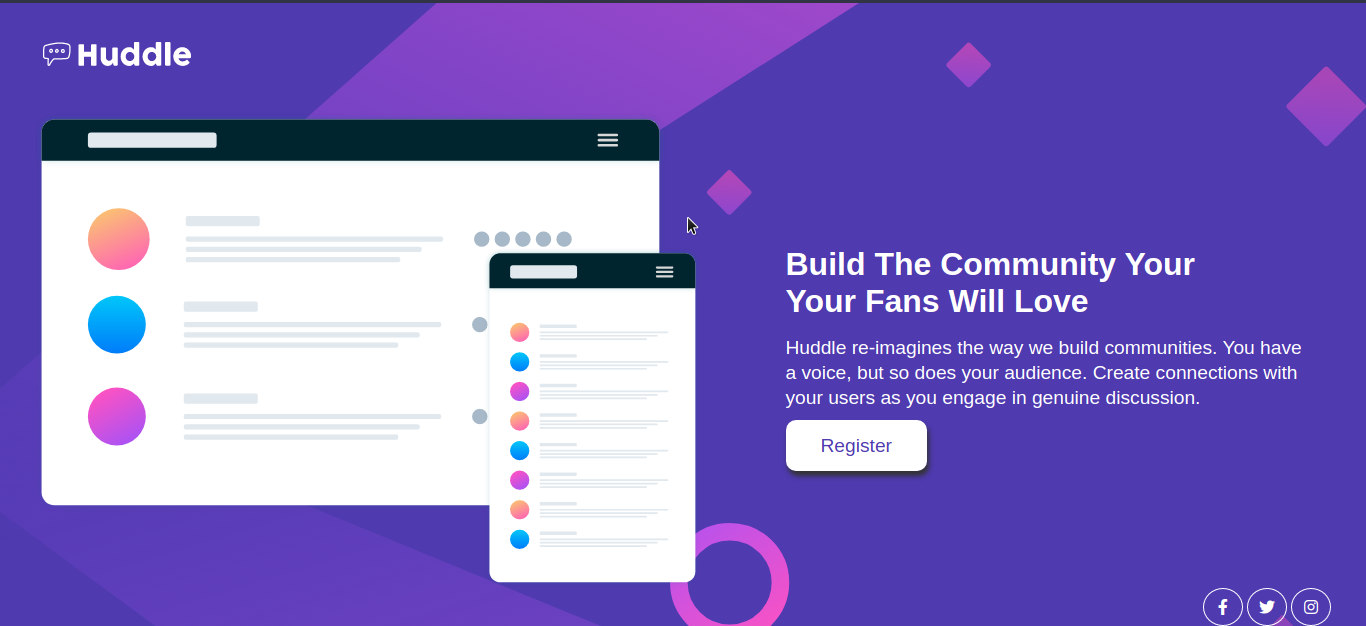 Huddle
Build The Community Your
Your Fans Will Love
Huddle re-imagines the way we build communities. You have
a voice, but so does your audience. Create connections with
your users as you engage in genuine discussion.
Register